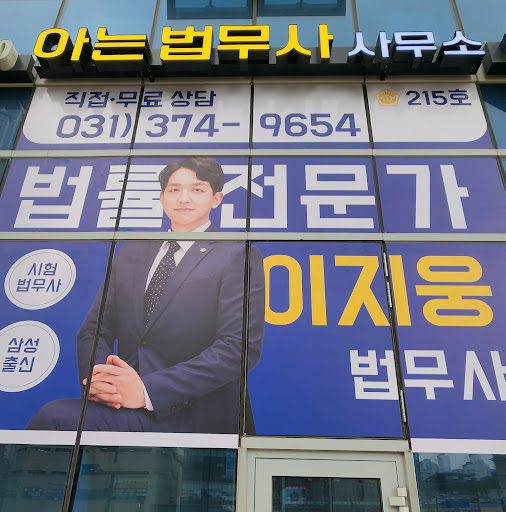 아는법무사 사무소
직접·무료 상담
215호
031) 374-9654
법률 전문가
시험
법무사
이지웅
삼성
출신
법무사